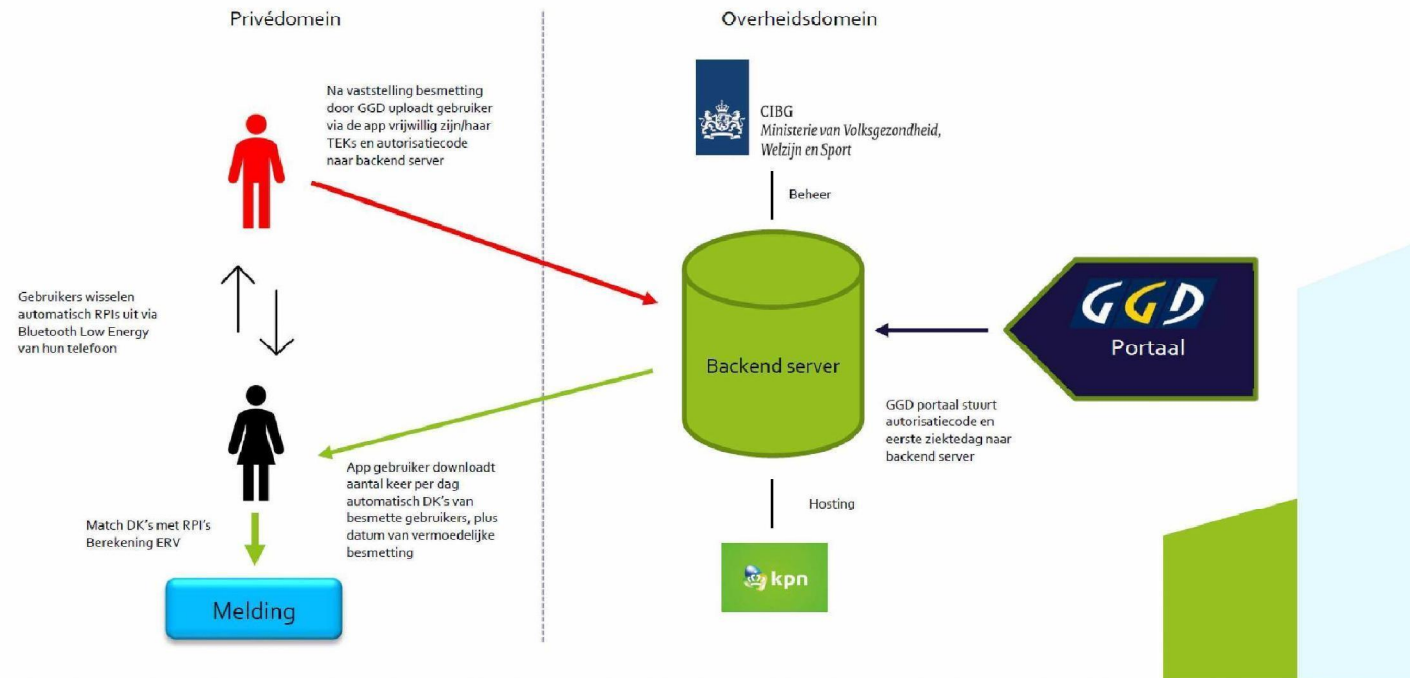 Privédomein
Overheidsdomein
Na vaststelling besmetting
door GGD uploadt gebruiker
via de app vrijwillig zijn/haar
TEKs en autorisatiecode
naar backend server
CIBG
Ministerie van Volksgezondheid,
Welzijn en Sport
Beheer
Gebruikers wisselen
automatisch RPIs uit via
Bluetooth Low Energy
van hun telefoon
Backend server
GGD
Portaal
GGD portaal stuurt
autorisatiecode en
eerste ziektedag naar
backend server
App gebruiker downloadt
aantal keer per dag
automatisch DK's van
besmette gebruikers, plus
datum van vermoedelijke
besmetting
Match DK's met RPI's
Berekening ERV
Hosting
kpn
Melding